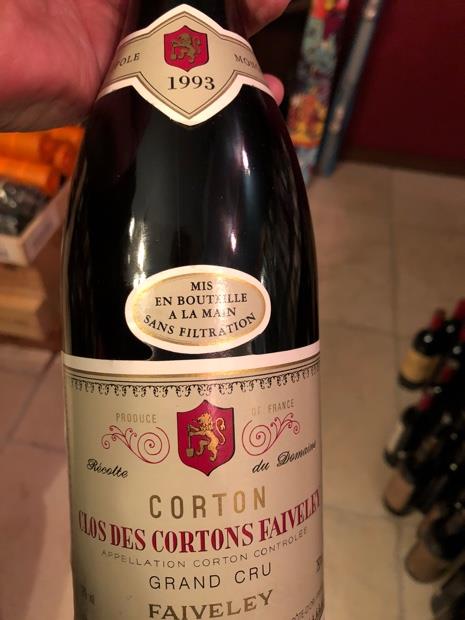 1993
MIS
EN BOUTEILLE
A LA MAIN
SANS FILTRATION
PRODUCE OF FRANCE
Récolte du Domaine
CORTON
CLOS DES CORTONS FAIVELEY
APPELLATION CORTON CONTROLÉE
GRAND CRU
FAIVELEY